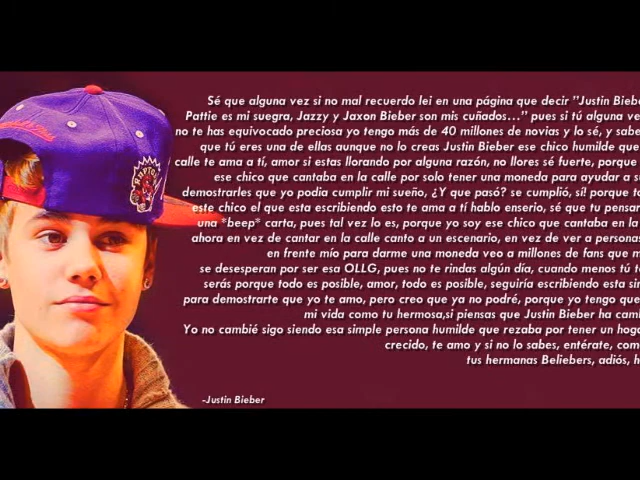 Sé que alguna vez si no mal recuerdo lei en una página que decir "Justin Biebe
Pattie es mi suegra, Jazzy y Jaxon Bieber son mis cuñados..." pues si tú alguna ve
no te has equivocado preciosa yo tengo más de 40 millones de novias y lo sé, y sabe
que tú eres una de ellas aunque no lo creas Justin Bieber ese chico humilde que
calle te ama a tí, amor si estas llorando por alguna razón, no llores sé fuerte, porque
ese chico que cantaba en la calle por solo tener una moneda para ayudar a su
demostrarles que yo podia cumplir mi sueño, ¿Y que pasó? se cumplió, sí! porque t
este chico el que esta escribiendo esto te ama a tí hablo enserio, sé que tu pensar
una *beep* carta, pues tal vez lo es, porque yo soy ese chico que cantaba en la
ahora en vez de cantar en la calle canto a un escenario, en vez de ver a persona
en frente mío para darme una moneda veo a millones de fans que m
se desesperan por ser esa OLLG, pues no te rindas algún día, cuando menos tú t
serás porque todo es posible, amor, todo es posible, seguiría escribiendo esta si
para demostrarte que yo te amo, pero creo que ya no podré, porque yo tengo que
mi vida como tu hermosa,si piensas que Justin Bieber ha camb
Yo no cambié sigo siendo esa simple persona humilde que rezaba por tener un hoga
crecido, te amo y si no lo sabes, entérate, com
tus hermanas Beliebers, adiós, h
-Justin Bieber
RAPTORS